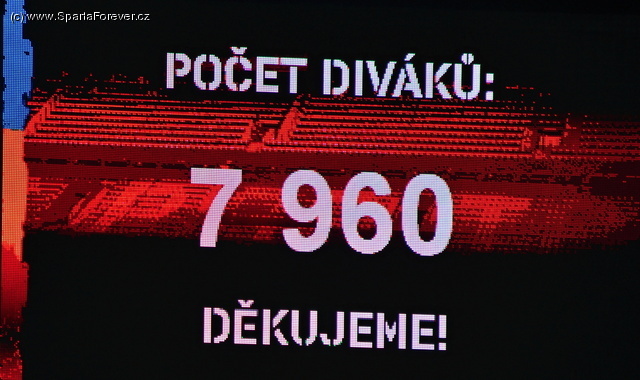 (c) www.SpartaForever.cz
POČET DIVÁKŮ:
7 960
DĚKUJEME!